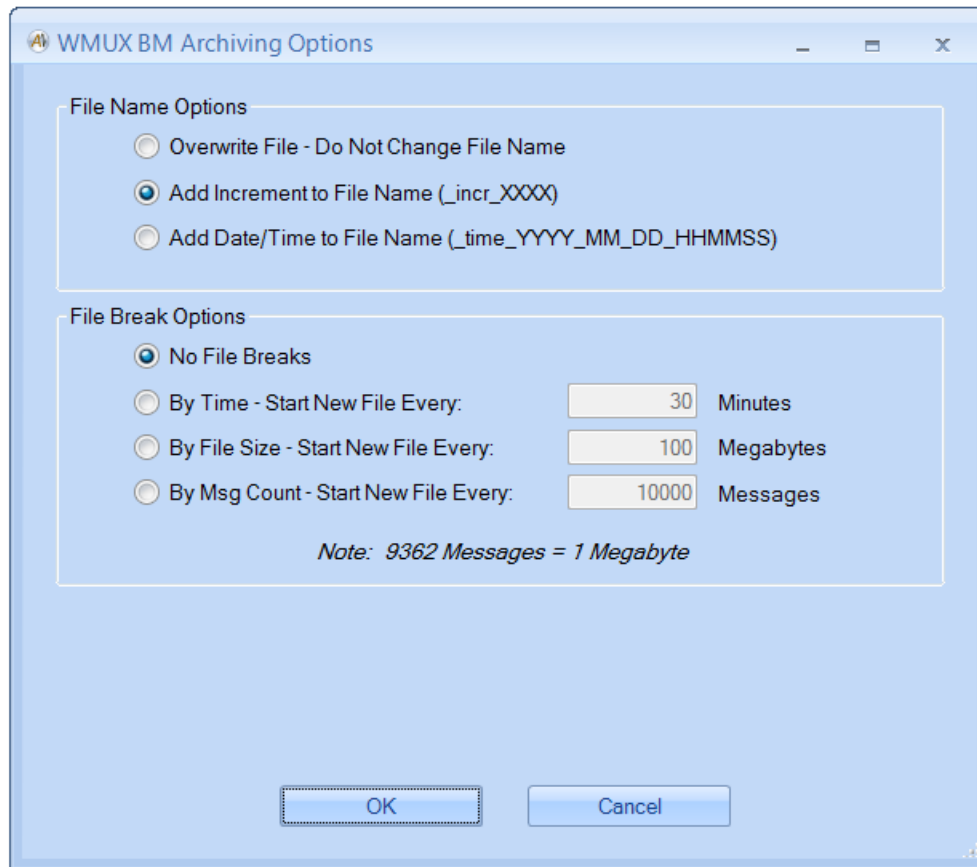 WMUX BM Archiving Options
File Name Options
Overwrite File - Do Not Change File Name
Add Increment to File Name (_incr_XXXX)
Add Date/Time to File Name (_time_YYYY_MM_DD_HHMMSS)
File Break Options
No File Breaks
By Time - Start New File Every: 30 Minutes
By File Size - Start New File Every: 100 Megabytes
By Msg Count - Start New File Every: 10000 Messages
Note:  9362 Messages = 1 Megabyte
OK Cancel